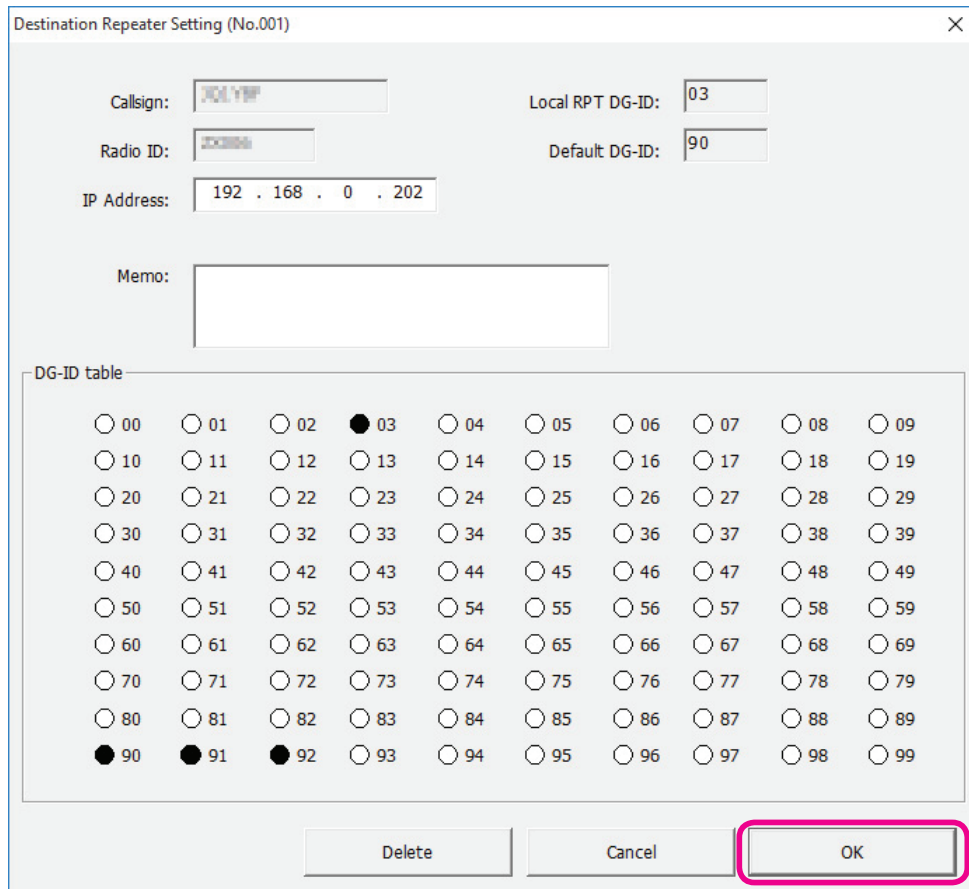 Destination Repeater Setting (No.001)
Callsign:
Local RPT DG-ID: 03
Radio ID:
Default DG-ID: 90
IP Address: 192 . 168 . 0 . 202
Memo:
DG-ID table
00 01 02 03 04 05 06 07 08 09
10 11 12 13 14 15 16 17 18 19
20 21 22 23 24 25 26 27 28 29
30 31 32 33 34 35 36 37 38 39
40 41 42 43 44 45 46 47 48 49
50 51 52 53 54 55 56 57 58 59
60 61 62 63 64 65 66 67 68 69
70 71 72 73 74 75 76 77 78 79
80 81 82 83 84 85 86 87 88 89
90 91 92 93 94 95 96 97 98 99
Delete Cancel OK